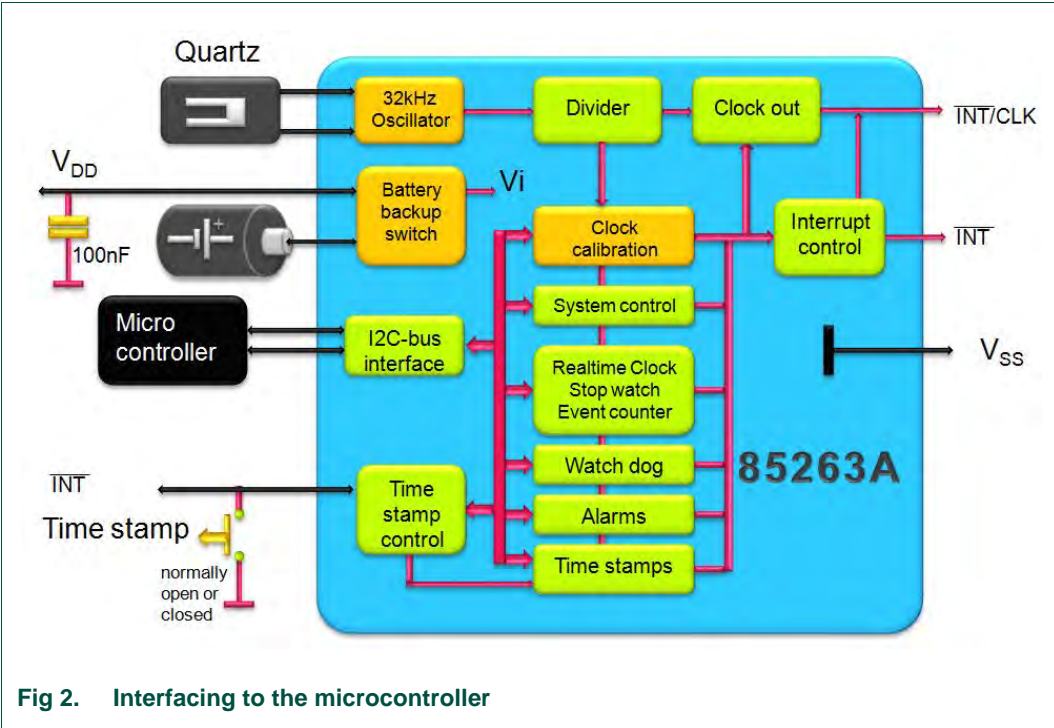 Quartz
32kHz
Oscillator
Divider
Clock out
INT/CLK
VDD
Battery
backup
switch
Vi
+
100nF
Clock
calibration
Interrupt
control
INT
Micro
controller
I2C-bus
interface
System control
VSS
Realtime Clock
Stop watch
Event counter
85263A
INT
Time stamp
normally
open or
closed
Time
stamp
control
Watch dog
Alarms
Time stamps
Fig 2. Interfacing to the microcontroller